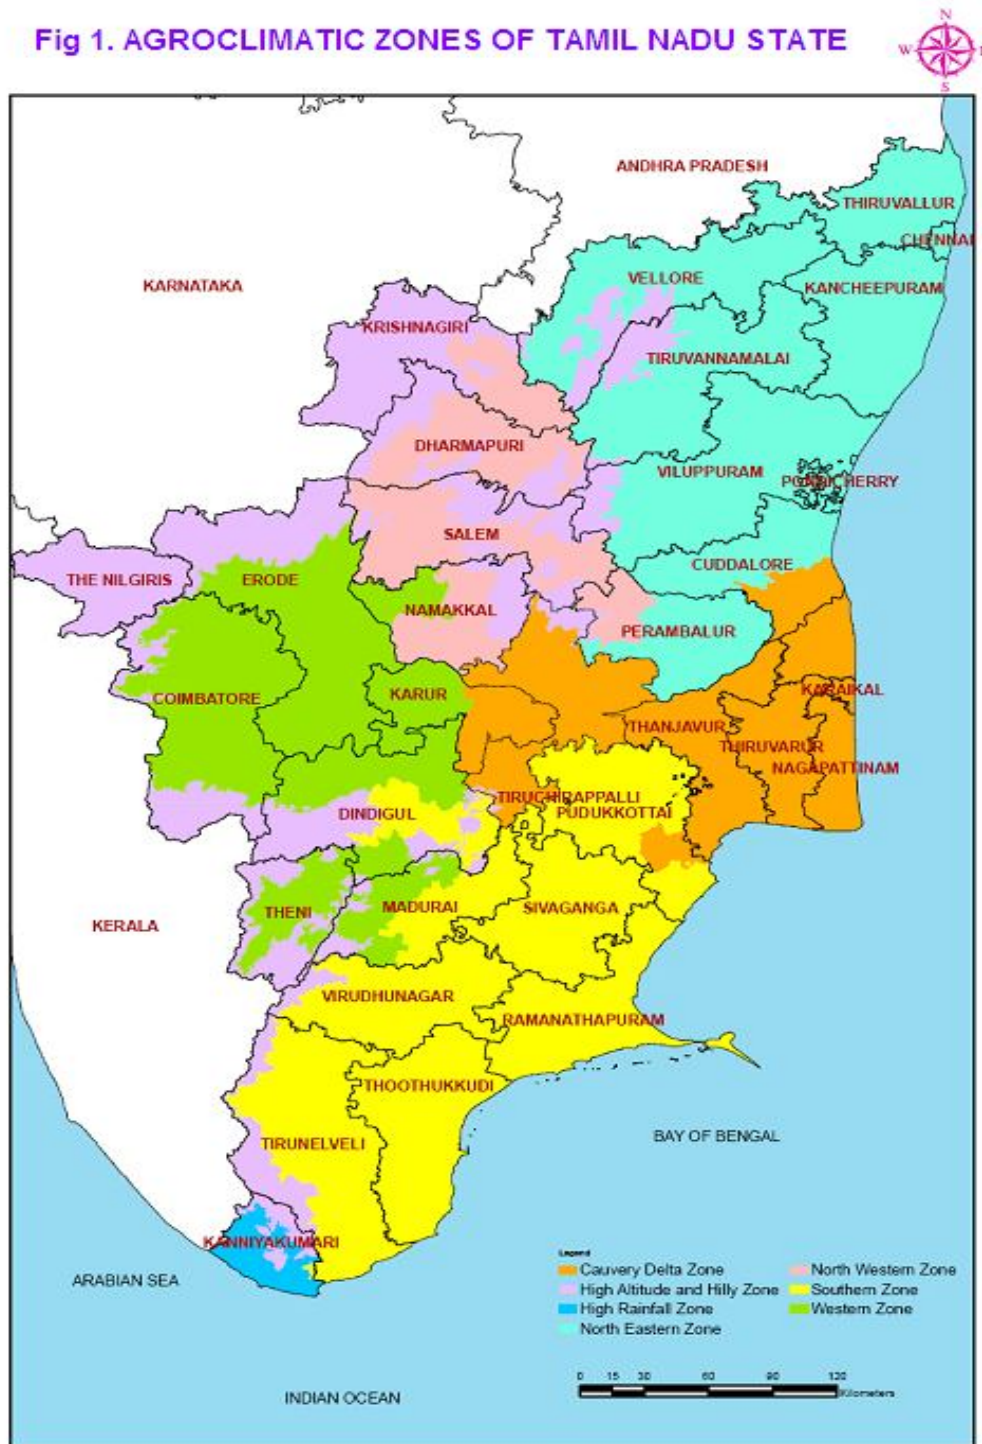 Fig 1. AGROCLIMATIC ZONES OF TAMIL NADU STATE
N
W
S
ANDHRA PRADESH
THIRUVALLUR
CHENNAI
KARNATAKA
VELLORE
KANCHEEPURAM
KRISHNAGIRI
TIRUVANNAMALAI
DHARMAPURI
VILUPPURAM
PONDICHERRY
SALEM
THE NILGIRIS
ERODE
CUDDALORE
NAMAKKAL
PERAMBALUR
COIMBATORE
KARUR
KARAIKAL
THANJAVUR
THIRUVARUR
NAGAPATTINAM
TIRUCHIRAPPALLI
DINDIGUL
PUDUKKOTTAI
THENI
MADURAI
SIVAGANGA
KERALA
VIRUDHUNAGAR
RAMANATHAPURAM
THOOTHUKKUDI
TIRUNELVELI
BAY OF BENGAL
KANNIYAKUMARI
ARABIAN SEA
INDIAN OCEAN
Legend
Cauvery Delta Zone
High Altitude and Hilly Zone
High Rainfall Zone
North Eastern Zone
North Western Zone
Southern Zone
Western Zone
0 15 30 60 90 120
Kilometers